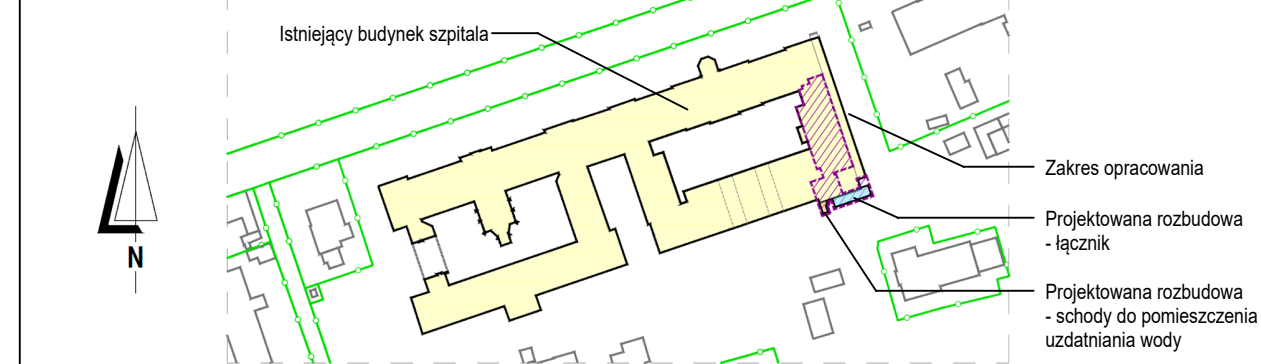 Istniejący budynek szpitala
N
Zakres opracowania
Projektowana rozbudowa
- łącznik
Projektowana rozbudowa
- schody do pomieszczenia
uzdatniania wody